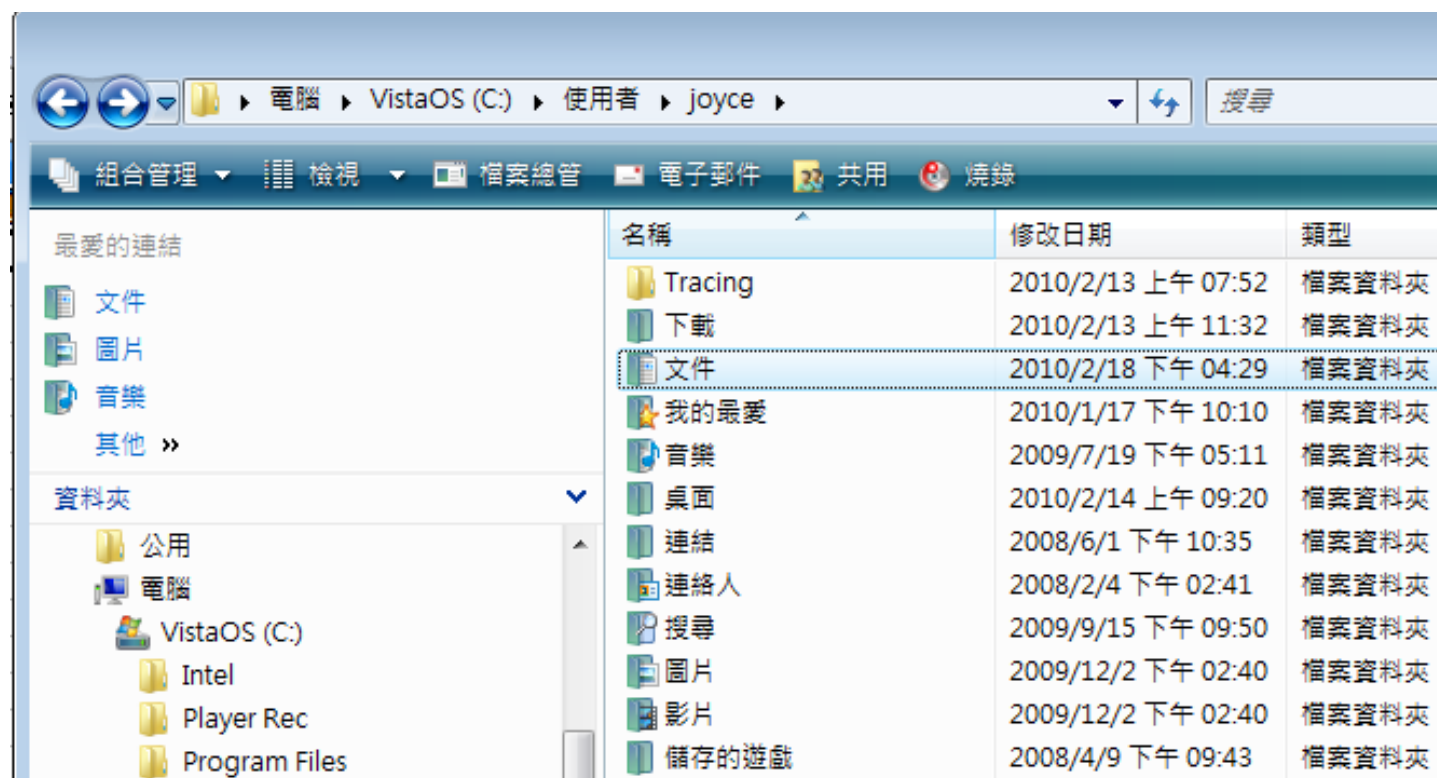 電腦 VistaOS (C:) 使用者 joyce 搜尋
組合管理 檢視 檔案總管 電子郵件 共用 燒錄
最愛的連結
文件
圖片
音樂
其他 »
資料夾
公用
電腦
VistaOS (C:)
Intel
Player Rec
Program Files
名稱 修改日期 類型
Tracing 2010/2/13 上午 07:52 檔案資料夾
下載 2010/2/13 上午 11:32 檔案資料夾
文件 2010/2/18 下午 04:29 檔案資料夾
我的最愛 2010/1/17 下午 10:10 檔案資料夾
音樂 2009/7/19 下午 05:11 檔案資料夾
桌面 2010/2/14 上午 09:20 檔案資料夾
連結 2008/6/1 下午 10:35 檔案資料夾
連絡人 2008/2/4 下午 02:41 檔案資料夾
搜尋 2009/9/15 下午 09:50 檔案資料夾
圖片 2009/12/2 下午 02:40 檔案資料夾
影片 2009/12/2 下午 02:40 檔案資料夾
儲存的遊戲 2008/4/9 下午 09:43 檔案資料夾